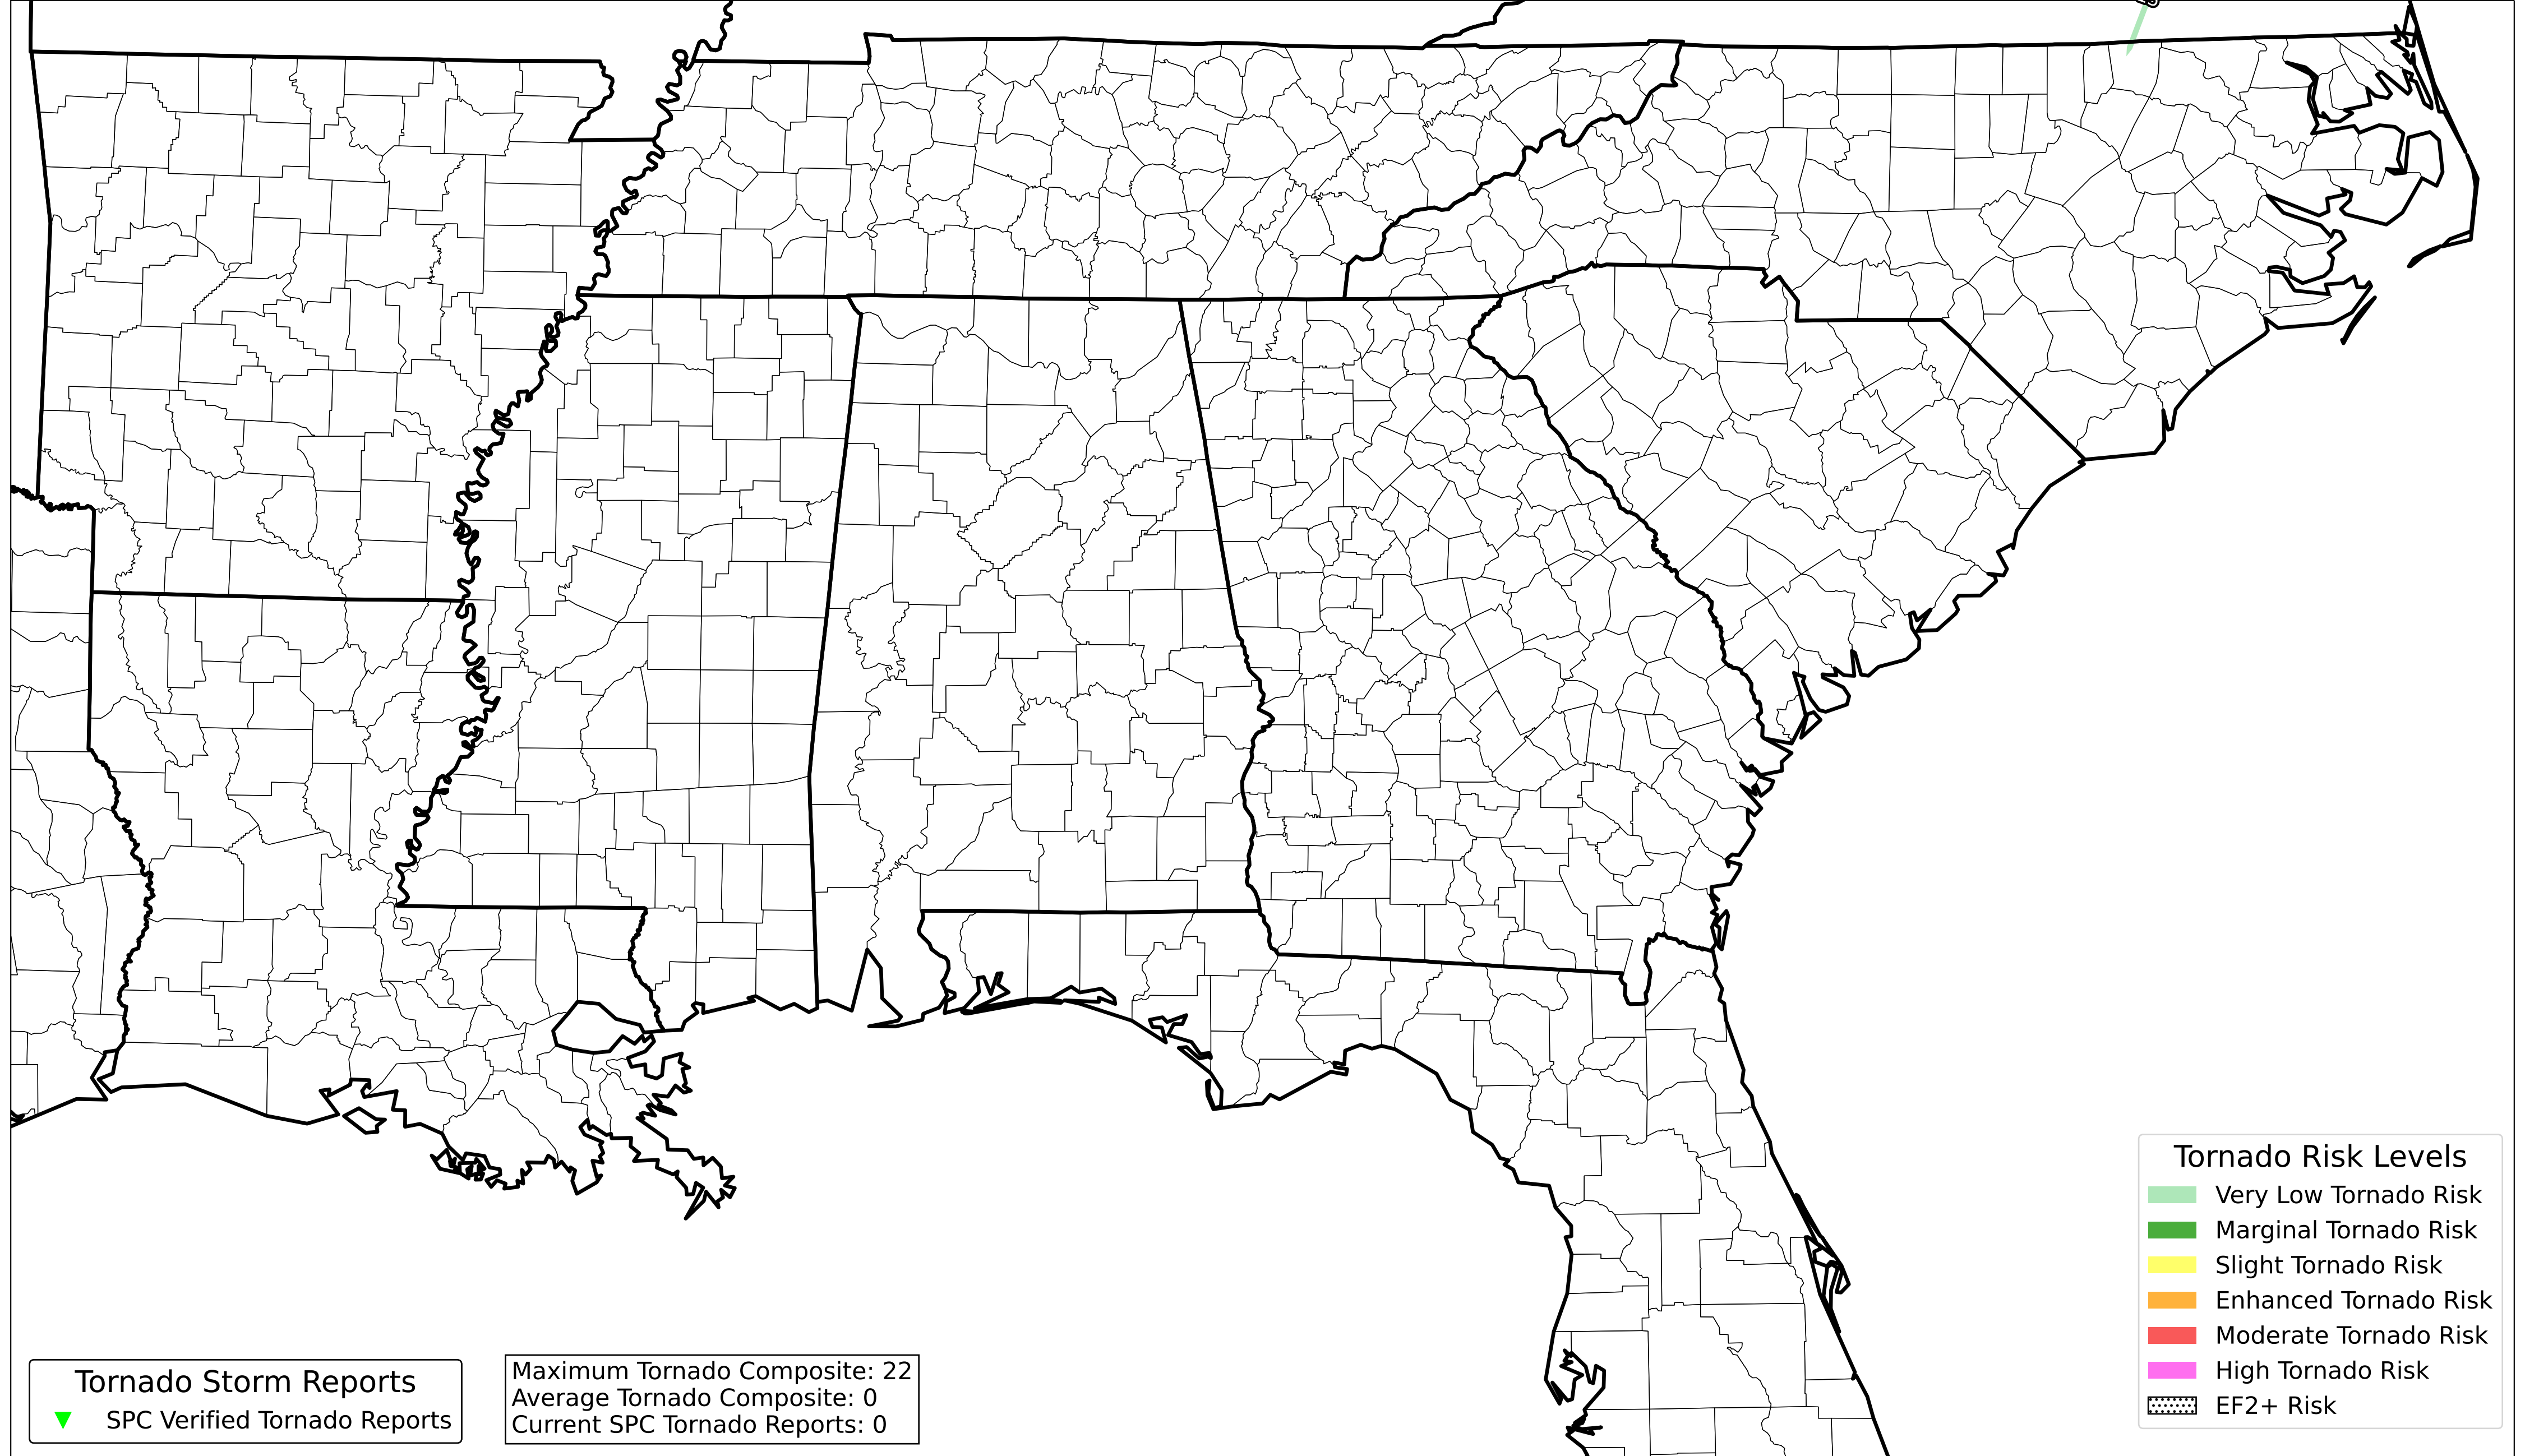 Tornado Risk Levels
Very Low Tornado Risk
Marginal Tornado Risk
Slight Tornado Risk
Enhanced Tornado Risk
Moderate Tornado Risk
High Tornado Risk
EF2+ Risk
Tornado Storm Reports
SPC Verified Tornado Reports
Maximum Tornado Composite: 22
Average Tornado Composite: 0
Current SPC Tornado Reports: 0